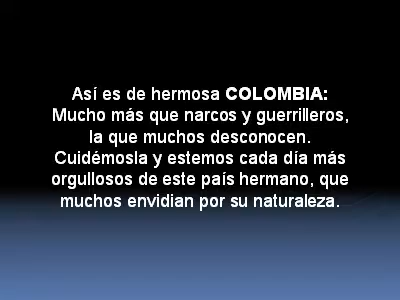 Así es de hermosa COLOMBIA:
Mucho más que narcos y guerrilleros,
la que muchos desconocen.
Cuidémosla y estemos cada día más
orgullosos de este país hermano, que
muchos envidian por su naturaleza.